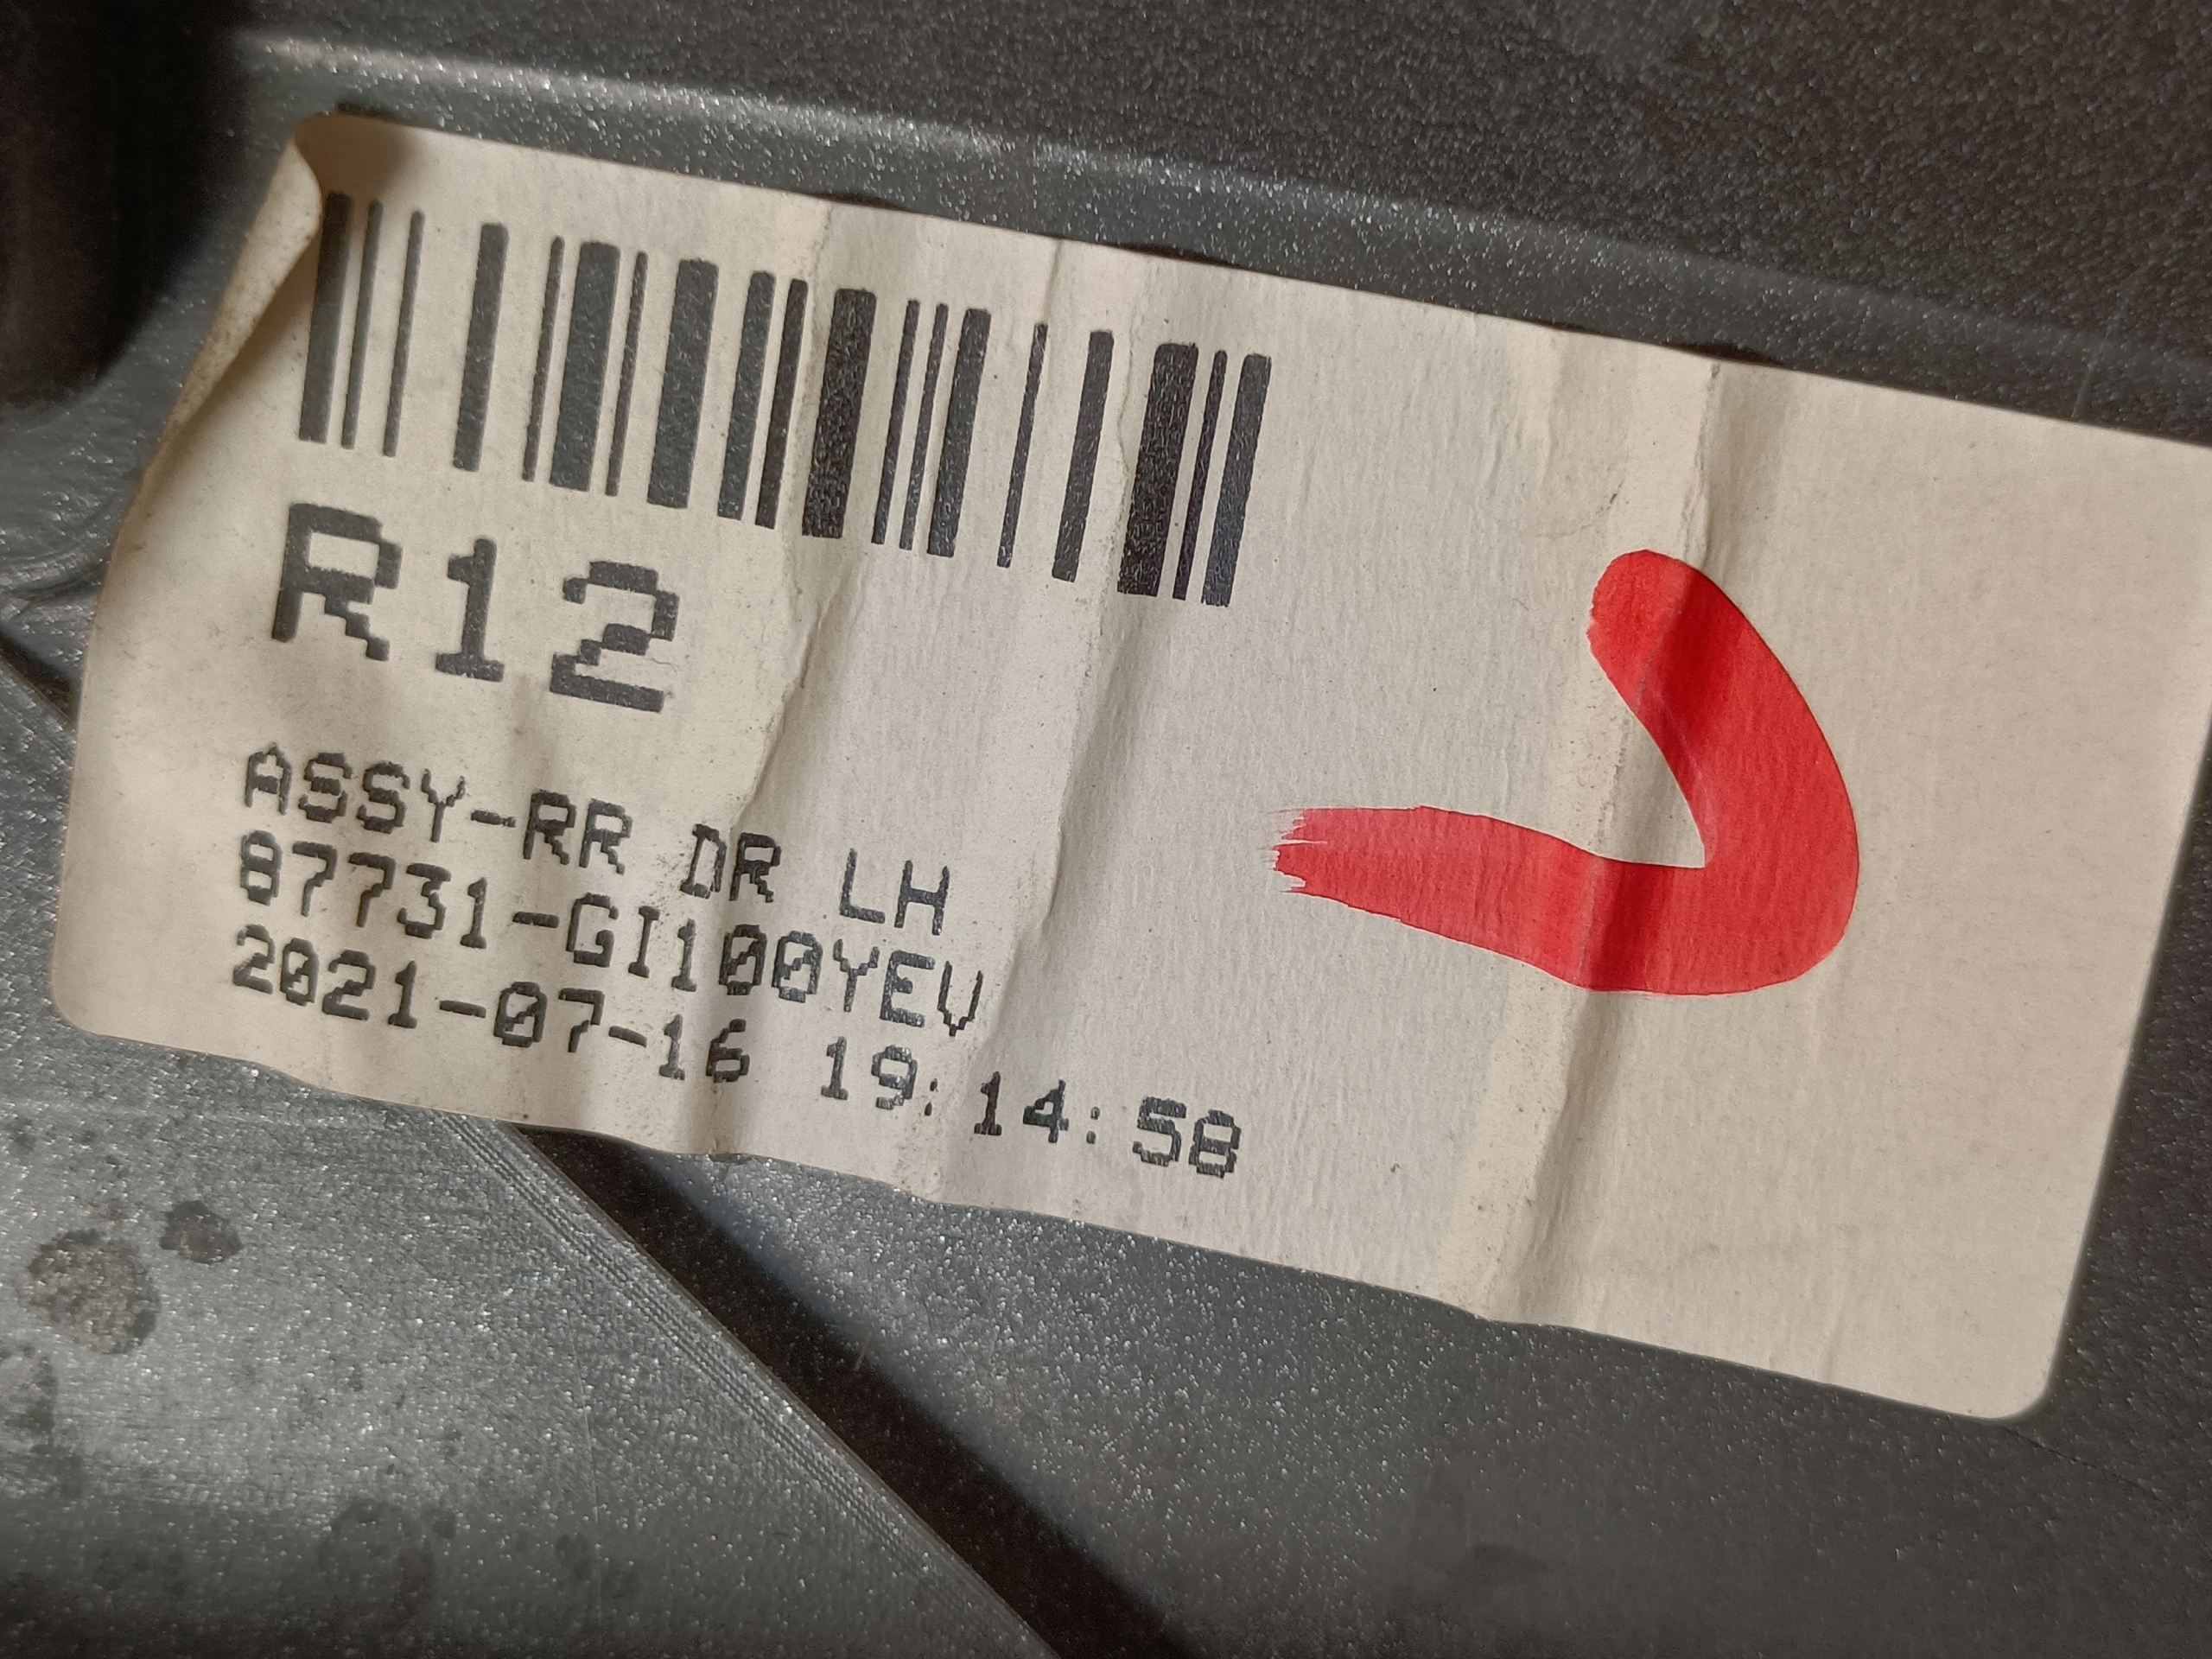 R12
ASSY-RR DR LH
87731-GI100YEV
2021-07-16 19:14:58